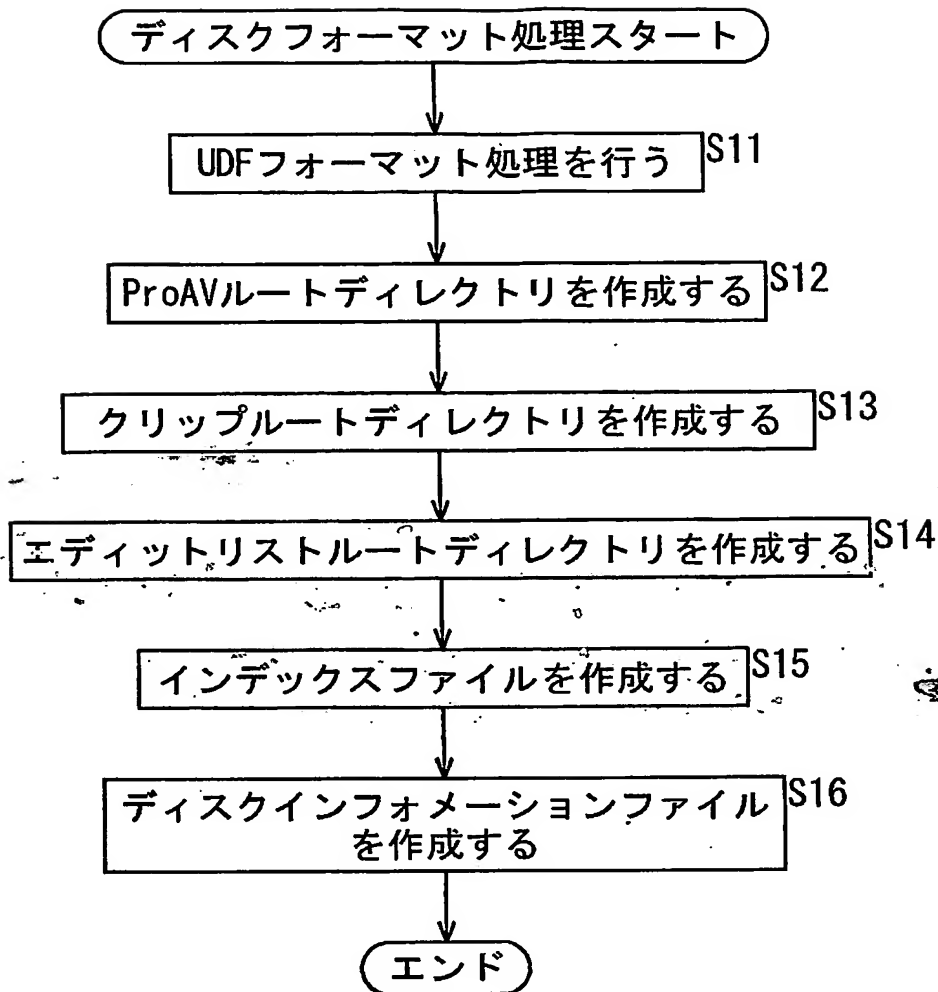 ディスクフォーマット処理スタート
UDFフォーマット処理を行う
S11
ProAVルートディレクトリを作成する
S12
クリップルートディレクトリを作成する
S13
エディットリストルートディレクトリを作成する
S14
インデックスファイルを作成する
S15
ディスクインフォメーションファイル
を作成する
S16
エンド